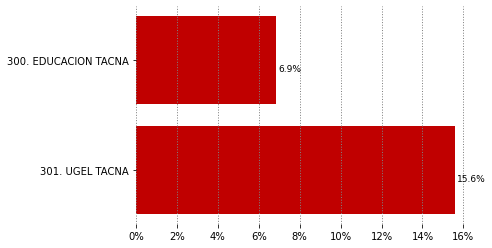 300. EDUCACION TACNA
6.9%
301. UGEL TACNA
15.6%
0% 2% 4% 6% 8% 10% 12% 14% 16%